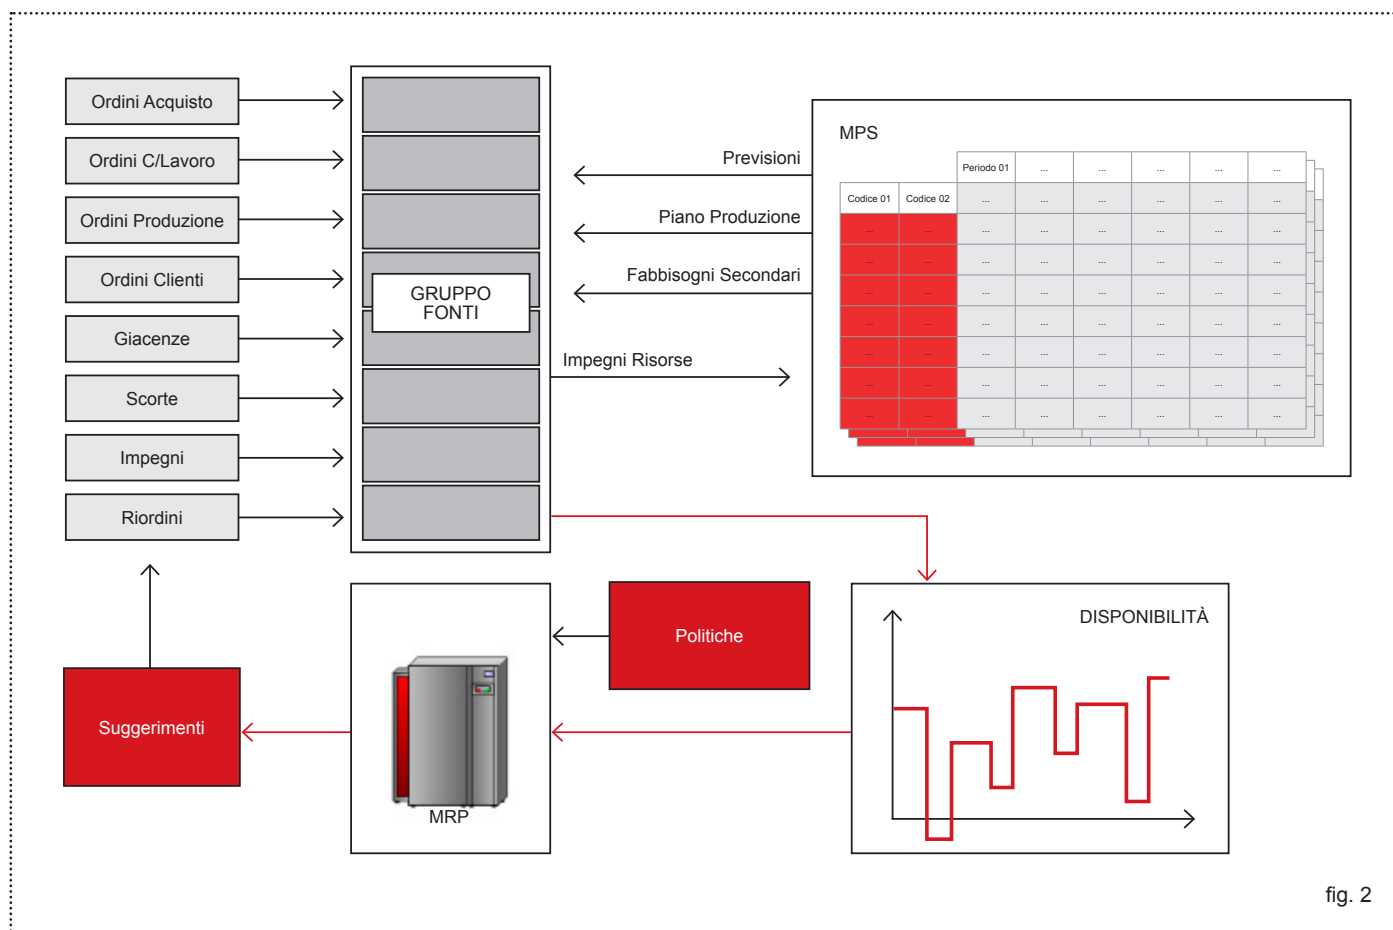 Ordini Acquisto
Ordini C/Lavoro
Ordini Produzione
Ordini Clienti
Giacenze
Scorte
Impegni
Riordini
GRUPPO
FONTI
Previsioni
Piano Produzione
Fabbisogni Secondari
Impegni Risorse
MPS
Periodo 01 ... ... ... ... ...
Codice 01 Codice 02 ... ... ... ... ... ...
... ... ... ... ... ... ... ...
... ... ... ... ... ... ... ...
... ... ... ... ... ... ... ...
... ... ... ... ... ... ... ...
... ... ... ... ... ... ... ...
... ... ... ... ... ... ... ...
... ... ... ... ... ... ... ...
Suggerimenti
MRP
Politiche
DISPONIBILITÀ
fig. 2